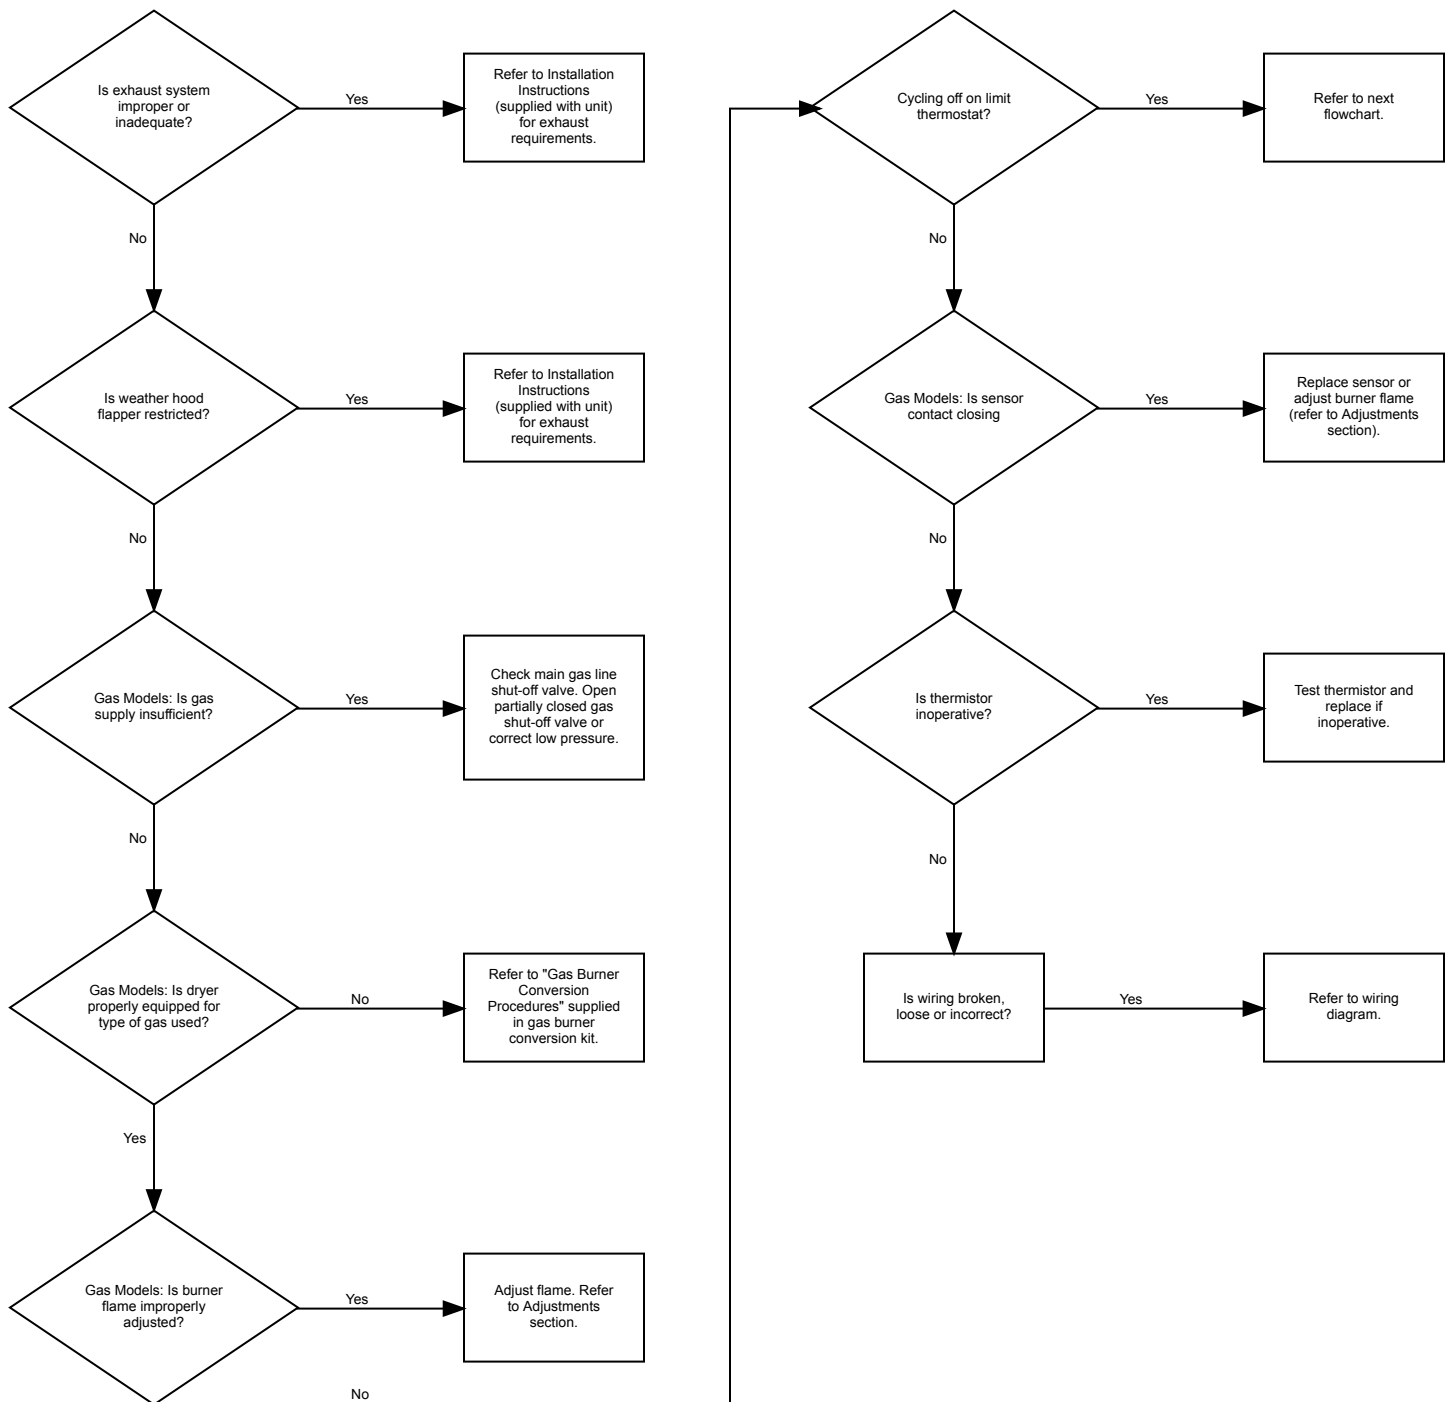 Is exhaust system
improper or
inadequate?
Yes
Refer to Installation
Instructions
(supplied with unit)
for exhaust
requirements.
No
Is weather hood
flapper restricted?
Yes
Refer to Installation
Instructions
(supplied with unit)
for exhaust
requirements.
No
Gas Models: Is gas
supply insufficient?
Yes
Check main gas line
shut-off valve. Open
partially closed gas
shut-off valve or
correct low pressure.
No
Gas Models: Is dryer
properly equipped for
type of gas used?
No
Refer to "Gas Burner
Conversion
Procedures" supplied
in gas burner
conversion kit.
Yes
Gas Models: Is burner
flame improperly
adjusted?
Yes
Adjust flame. Refer
to Adjustments
section.
No
Cycling off on limit
thermostat?
Yes
Refer to next
flowchart.
No
Gas Models: Is sensor
contact closing
Yes
Replace sensor or
adjust burner flame
(refer to Adjustments
section).
No
Is thermistor
inoperative?
Yes
Test thermistor and
replace if
inoperative.
No
Is wiring broken,
loose or incorrect?
Yes
Refer to wiring
diagram.